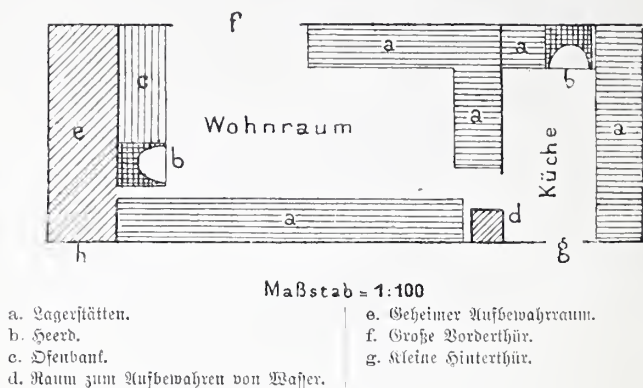 f
a a
c b
e Wohnraum a a
b Küche
a d
h g
Maßstab = 1:100
a. Lagerstätten.
b. Heerd.
c. Ofenbank.
d. Raum zum Aufbewahren von Wasser.
e. Geheimer Aufbewahrraum.
f. Große Vorderthür.
g. Kleine Hinterthür.